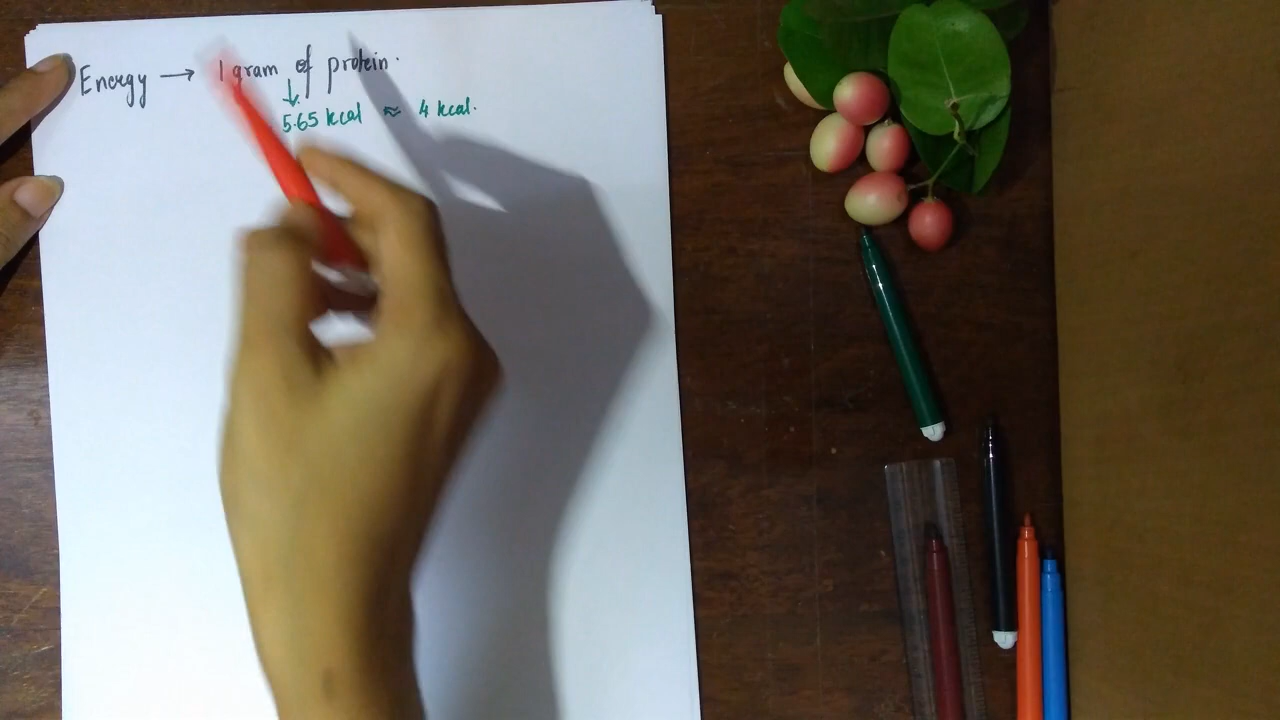 Energy → 1 gram of protein.
↓
5.65 kcal ≈ 4 kcal.